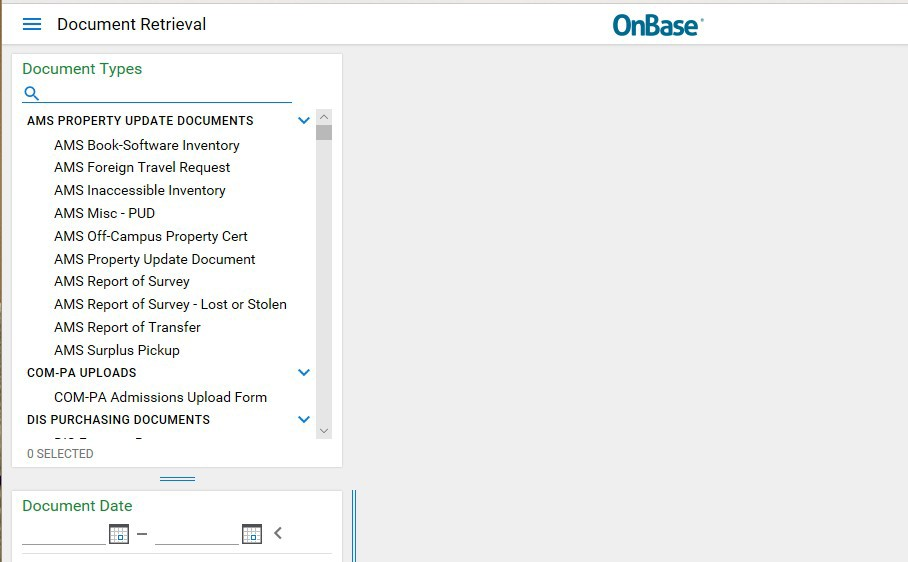 Document Retrieval
OnBase
Document Types
AMS PROPERTY UPDATE DOCUMENTS
AMS Book-Software Inventory
AMS Foreign Travel Request
AMS Inaccessible Inventory
AMS Misc - PUD
AMS Off-Campus Property Cert
AMS Property Update Document
AMS Report of Survey
AMS Report of Survey - Lost or Stolen
AMS Report of Transfer
AMS Surplus Pickup
COM-PA UPLOADS
COM-PA Admissions Upload Form
DIS PURCHASING DOCUMENTS
0 SELECTED
Document Date